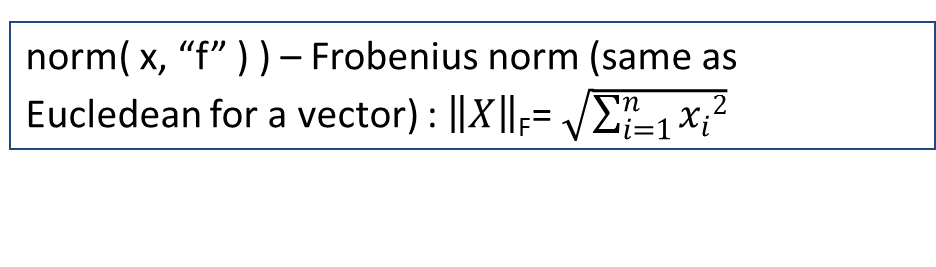 norm( x, “f” ) ) – Frobenius norm (same as
Eucledean for a vector) : ‖X‖F= √∑ⁿᵢ₌₁ xᵢ²